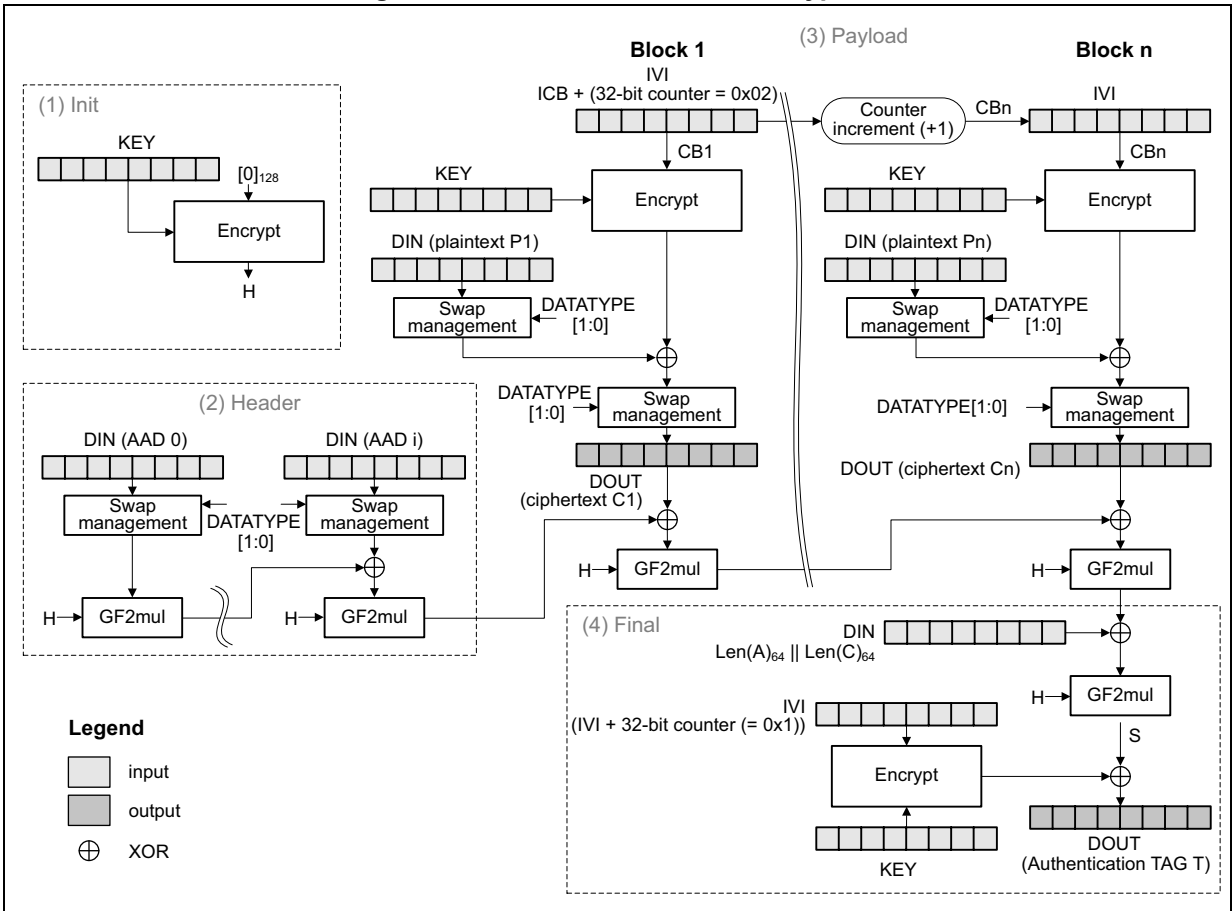 (3) Payload
Block 1
Block n
IVI
ICB + (32-bit counter = 0x02)
Counter
increment (+1)
CBn
IVI
CB1
CBn
(1) Init
KEY
[0]128
Encrypt
H
KEY
Encrypt
DIN (plaintext P1)
Swap
management
DATATYPE
[1:0]
KEY
Encrypt
DIN (plaintext Pn)
Swap
management
DATATYPE
[1:0]
DATATYPE
[1:0]
Swap
management
DATATYPE[1:0]
Swap
management
DOUT
(ciphertext C1)
DOUT (ciphertext Cn)
(2) Header
DIN (AAD 0)
DIN (AAD i)
Swap
management
DATATYPE
[1:0]
Swap
management
H
GF2mul
H
GF2mul
H
GF2mul
H
GF2mul
(4) Final
DIN
Len(A)64 || Len(C)64
H
GF2mul
S
IVI
(IVI + 32-bit counter (= 0x1))
Encrypt
KEY
DOUT
(Authentication TAG T)
Legend
input
output
XOR